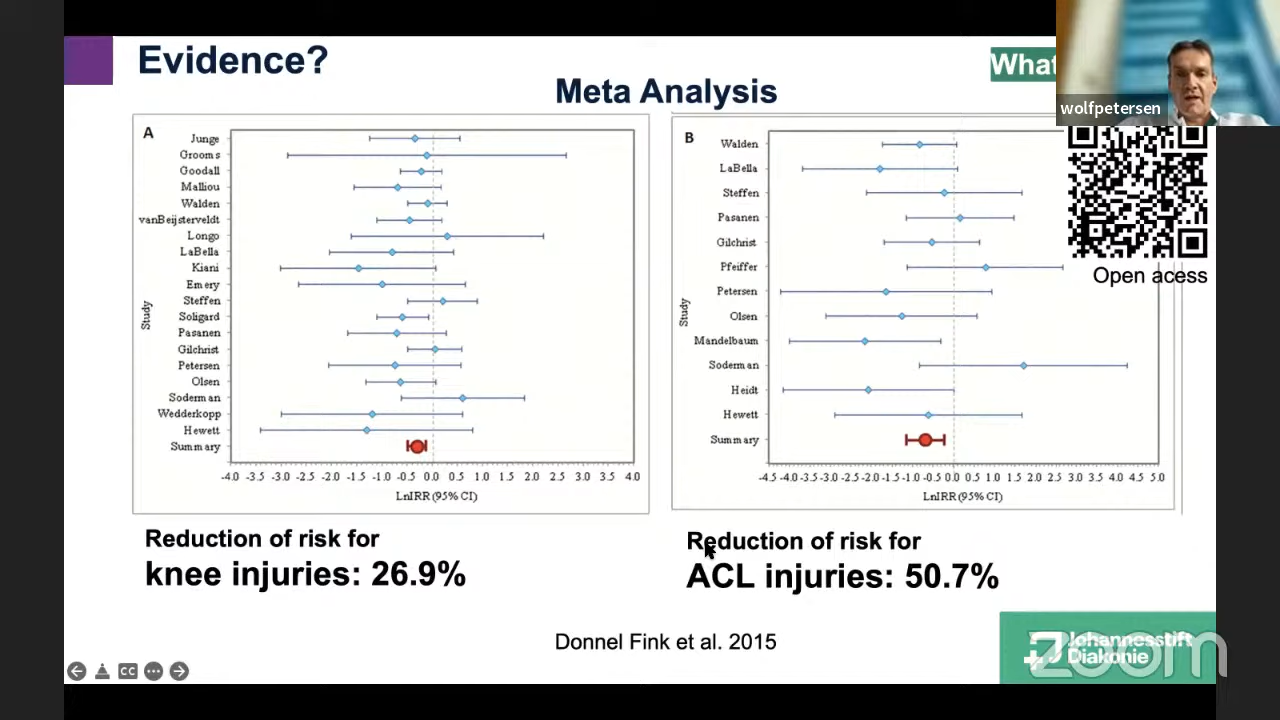 Evidence?
What
Meta Analysis
wolfpetersen
A
Junge
Grooms
Goodall
Malliou
Walden
vanBeijsterveldt
Longo
LaBella
Kiani
Emery
Steffen
Soligard
Pasanen
Gilchrist
Petersen
Olsen
Soderman
Wedderkopp
Hewett
Summary
Study
-4.0 -3.5 -3.0 -2.5 -2.0 -1.5 -1.0 -0.5 0.0 0.5 1.0 1.5 2.0 2.5 3.0 3.5 4.0
LnIRR (95% CI)
B
Walden
LaBella
Steffen
Pasanen
Gilchrist
Pfeiffer
Petersen
Olsen
Mandelbaum
Soderman
Heidt
Hewett
Summary
Study
-4.5 -4.0 -3.5 -3.0 -2.5 -2.0 -1.5 -1.0 -0.5 0.0 0.5 1.0 1.5 2.0 2.5 3.0 3.5 4.0 4.5 5.0
LnIRR (95% CI)
Open acess
Reduction of risk for
knee injuries: 26.9%
Reduction of risk for
ACL injuries: 50.7%
Donnel Fink et al. 2015
Johannesstift
Diakonie
zoom
CC